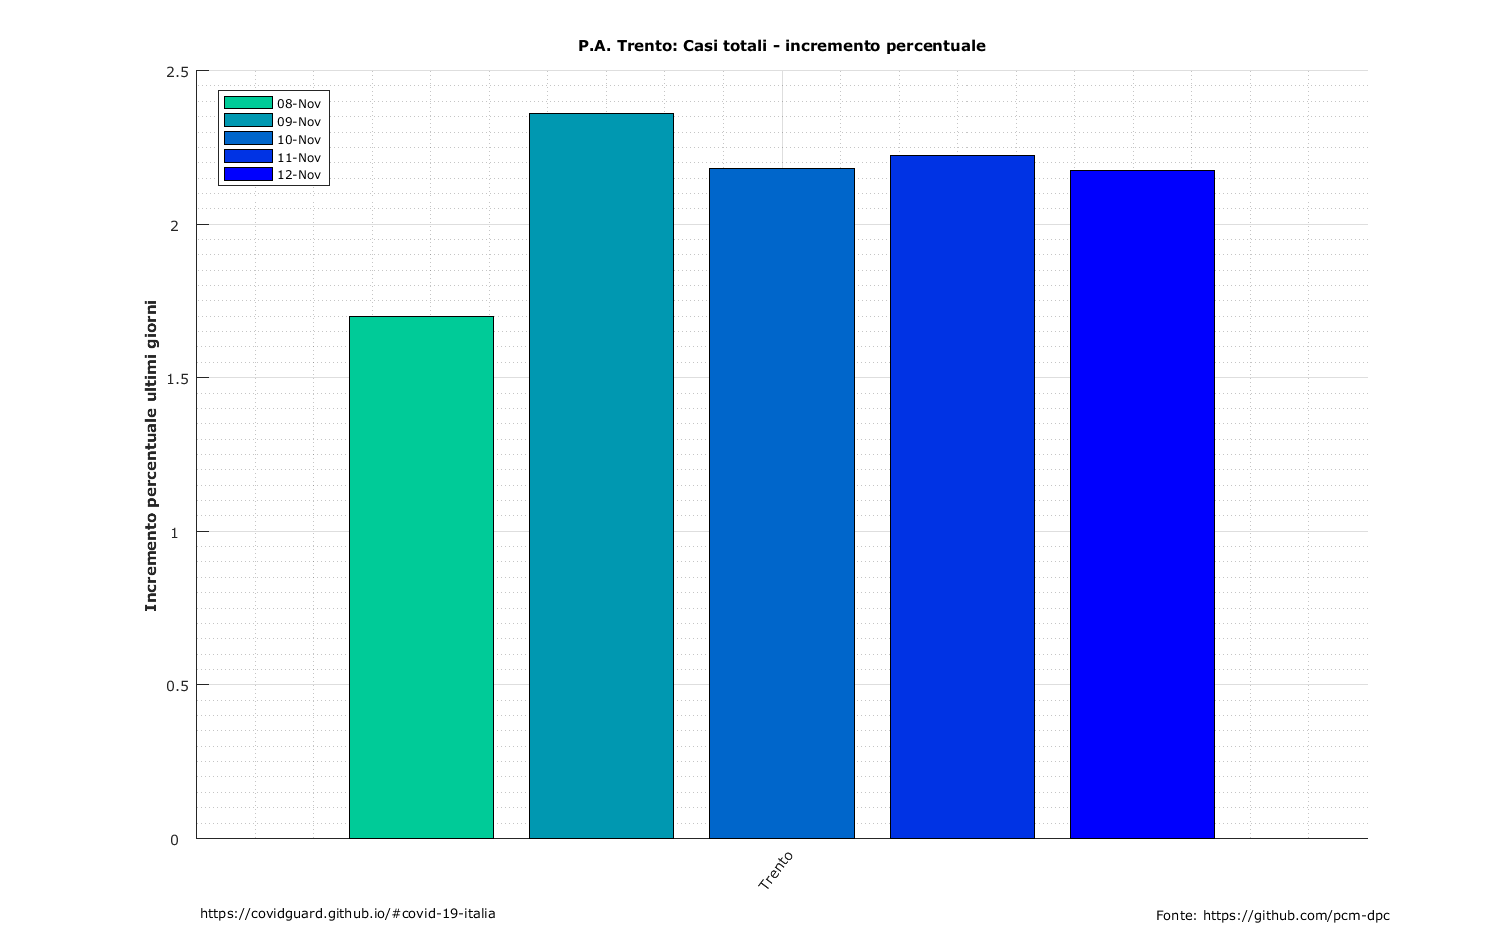 P.A. Trento: Casi totali - incremento percentuale
2.5
2
1.5
1
0.5
0
Incremento percentuale ultimi giorni
08-Nov
09-Nov
10-Nov
11-Nov
12-Nov
Trento
https://covidguard.github.io/#covid-19-italia
Fonte: https://github.com/pcm-dpc